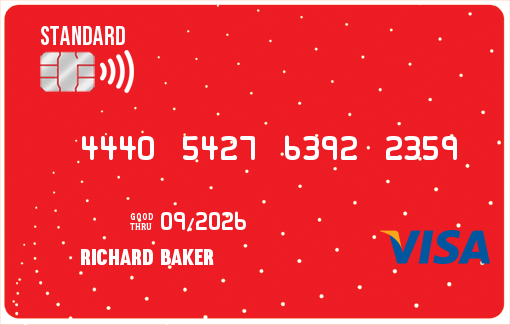 STANDARD
4440 5427 6392 2359
GOOD THRU 09/2026
RICHARD BAKER
VISA